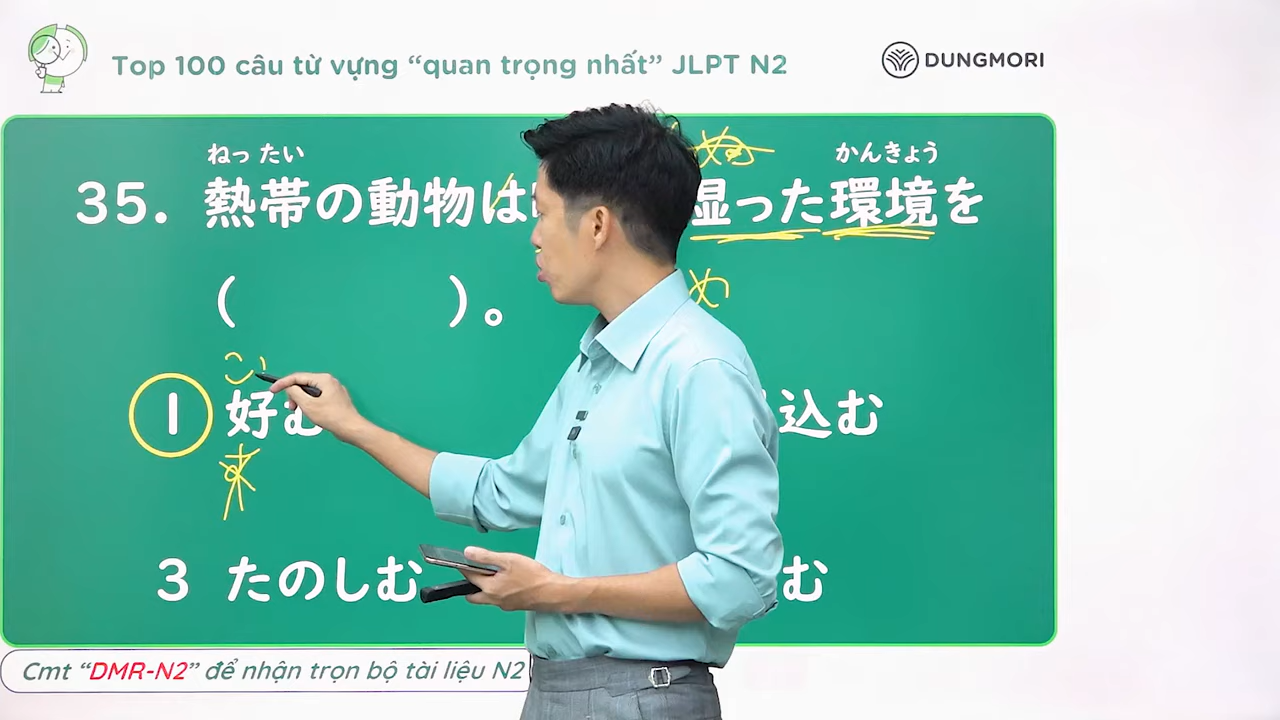 Top 100 câu từ vựng “quan trọng nhất” JLPT N2
DUNGMORI
ねっ たい
かんきょう
35. 熱帯の動物は
湿った環境を
( )。
め
1 好む
込む
3 たのしむ
む
Cmt “DMR-N2” để nhận trọn bộ tài liệu N2